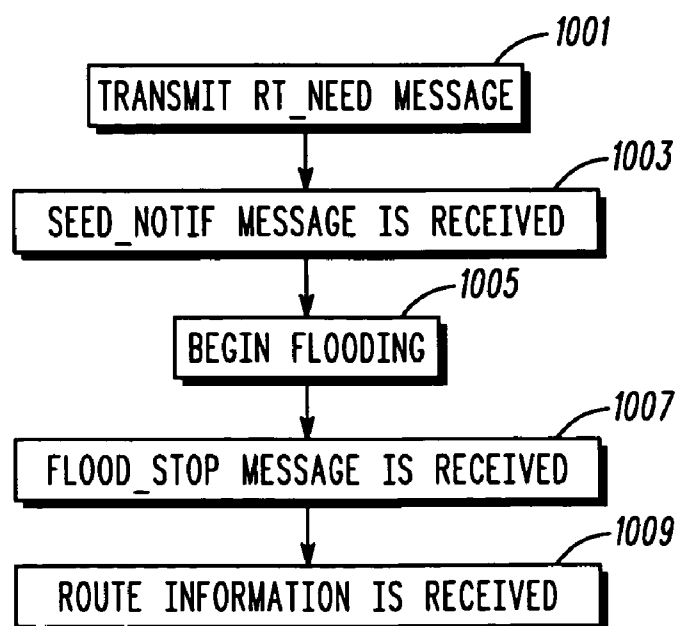 1001
TRANSMIT RT_NEED MESSAGE
1003
SEED_NOTIF MESSAGE IS RECEIVED
1005
BEGIN FLOODING
1007
FLOOD_STOP MESSAGE IS RECEIVED
1009
ROUTE INFORMATION IS RECEIVED